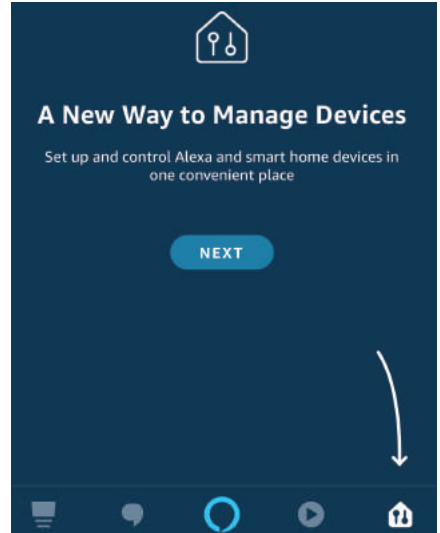 A New Way to Manage Devices
Set up and control Alexa and smart home devices in
one convenient place
NEXT